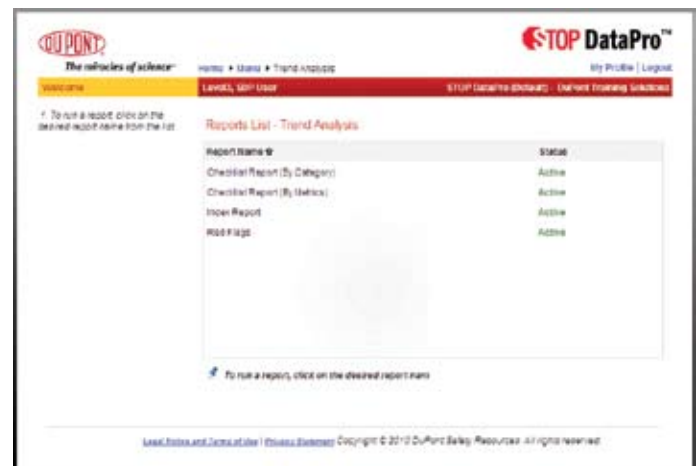 DU PONT
The miracles of science™
STOP DataPro™
Home Menu Trend Analysis
My Profile | Logout
Welcome
Level3, SDP User
STOP DataPro (Default) - DuPont Training Solutions
To run a report, click on the
desired report name from the list
Reports List - Trend Analysis
Report Name
Status
Checklist Report (By Category)
Active
Checklist Report (By Metrics)
Active
Index Report
Active
Red Flags
Active
To run a report, click on the desired report name
Legal Notice and Terms of Use | Privacy Statement Copyright © 2010 DuPont Safety Resources. All rights reserved.